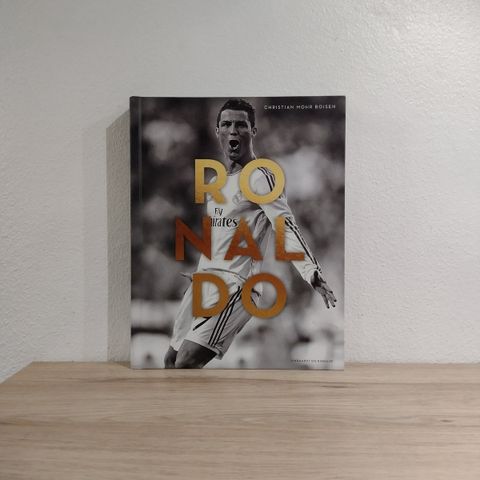 CHRISTIAN MOHR BOISEN
RO
NAL
DO
Fly
Emirates